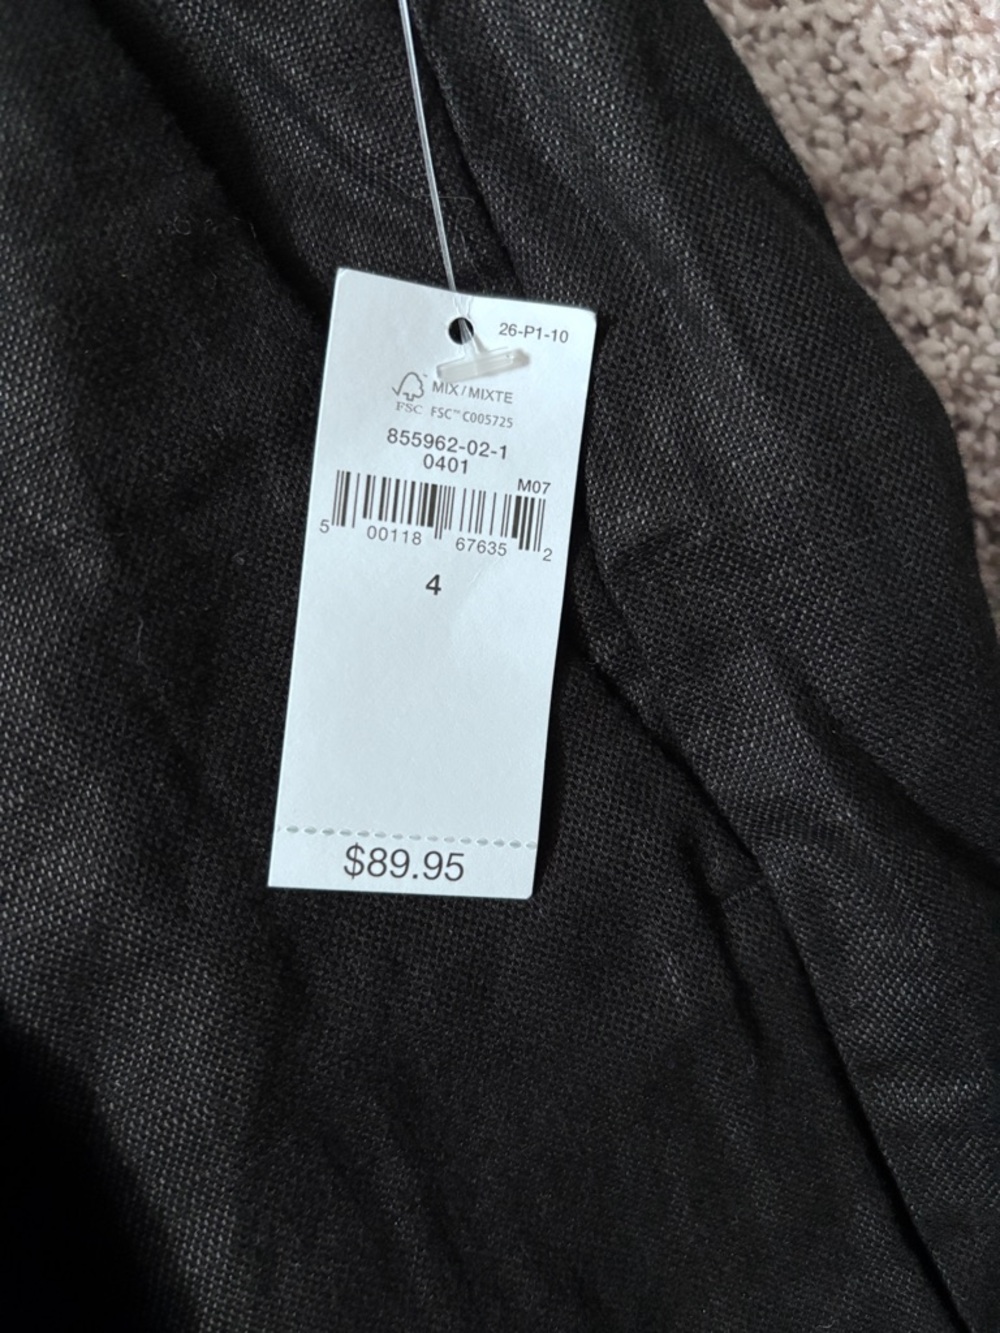 26-P1-10
MIX / MIXTE
FSC FSC™ C005725
855962-02-1
0401
M07
5 00118 67635 2
4
$89.95